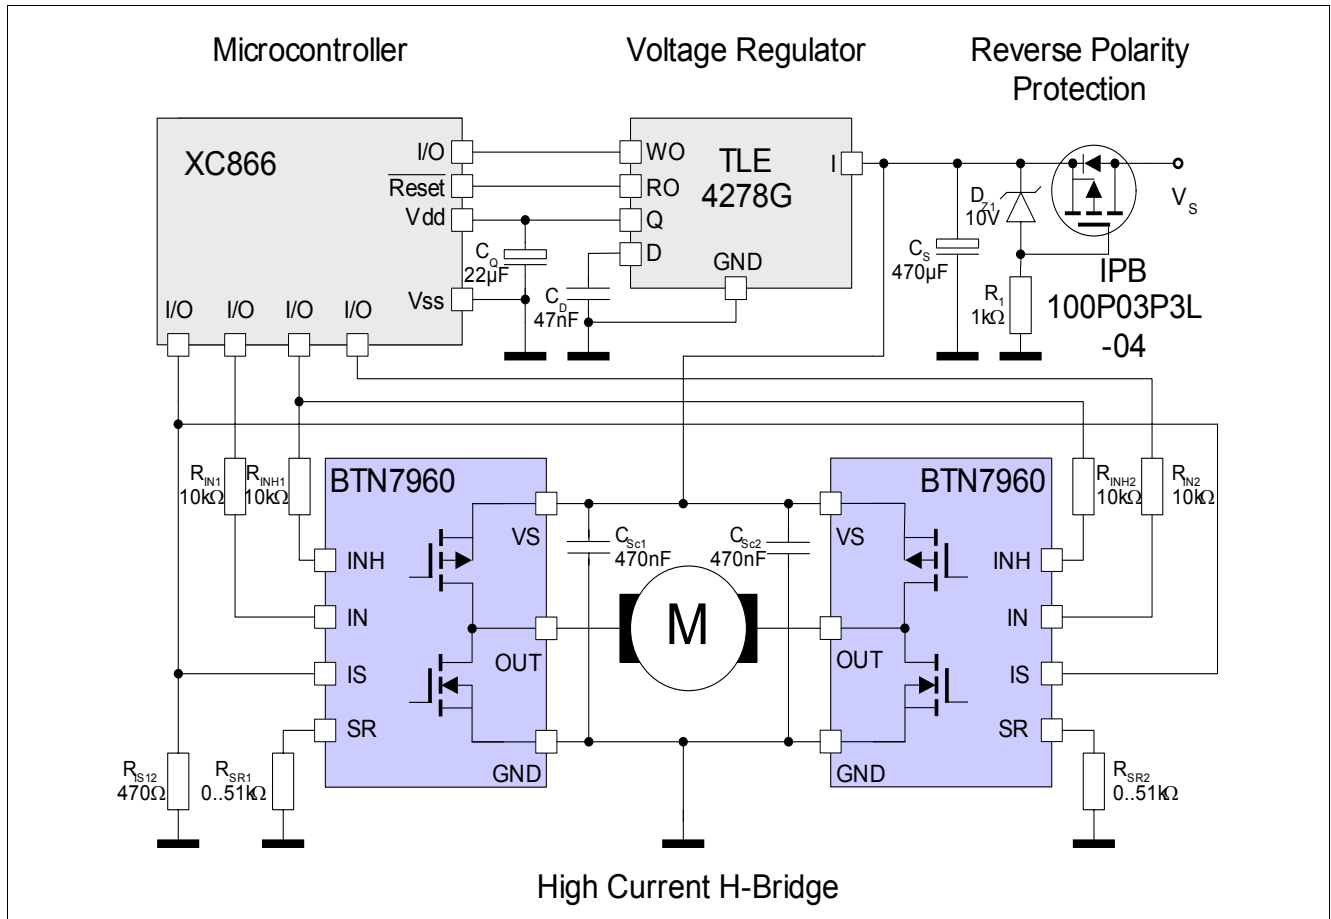 Microcontroller
Voltage Regulator
Reverse Polarity
Protection
XC866
I/O
Reset
Vdd
Vss
I/O
I/O
I/O
I/O
WO
RO
Q
D
TLE
4278G
I
GND
C_Q
22µF
C_D
47nF
C_S
470µF
D_Z1
10V
R_1
1kΩ
V_S
IPB
100P03P3L
-04
R_IN1
10kΩ
R_INH1
10kΩ
BTN7960
VS
INH
IN
IS
SR
OUT
GND
C_Sc1
470nF
C_Sc2
470nF
M
BTN7960
VS
INH
IN
IS
SR
OUT
GND
R_INH2
10kΩ
R_IN2
10kΩ
R_IS12
470Ω
R_SR1
0..51kΩ
R_SR2
0..51kΩ
High Current H-Bridge